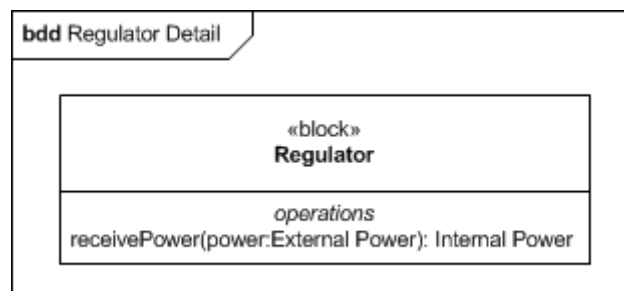 bdd Regulator Detail
«block»
Regulator
operations
receivePower(power:External Power): Internal Power